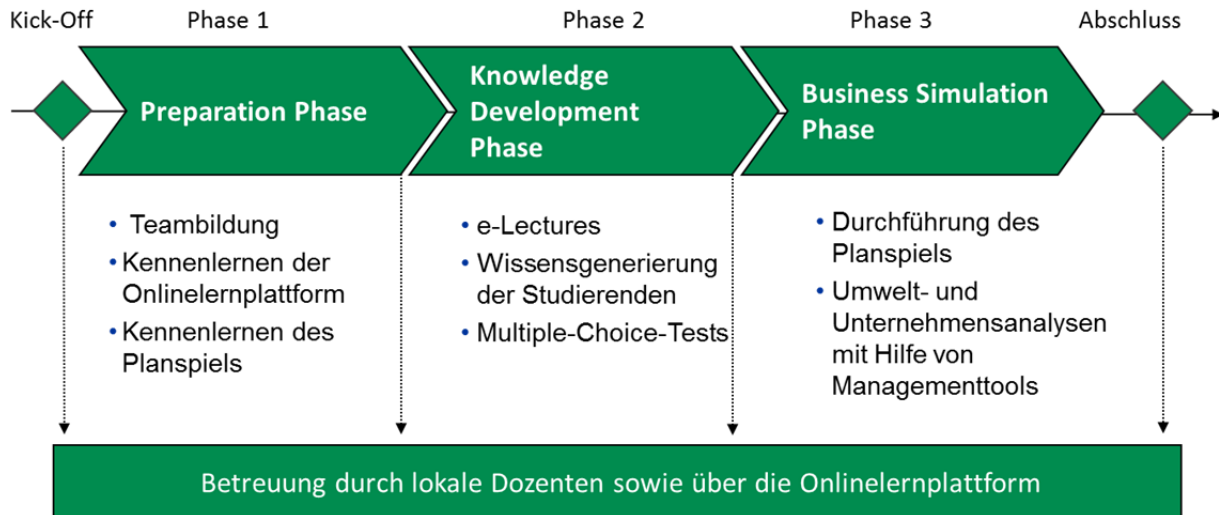 Kick-Off
Phase 1
Phase 2
Phase 3
Abschluss
Preparation Phase
Knowledge
Development
Phase
Business Simulation
Phase
• Teambildung
• Kennenlernen der
Onlinelernplattform
• Kennenlernen des
Planspiels
• e-Lectures
• Wissensgenerierung
der Studierenden
• Multiple-Choice-Tests
• Durchführung des
Planspiels
• Umwelt- und
Unternehmensanalysen
mit Hilfe von
Managementtools
Betreuung durch lokale Dozenten sowie über die Onlinelernplattform